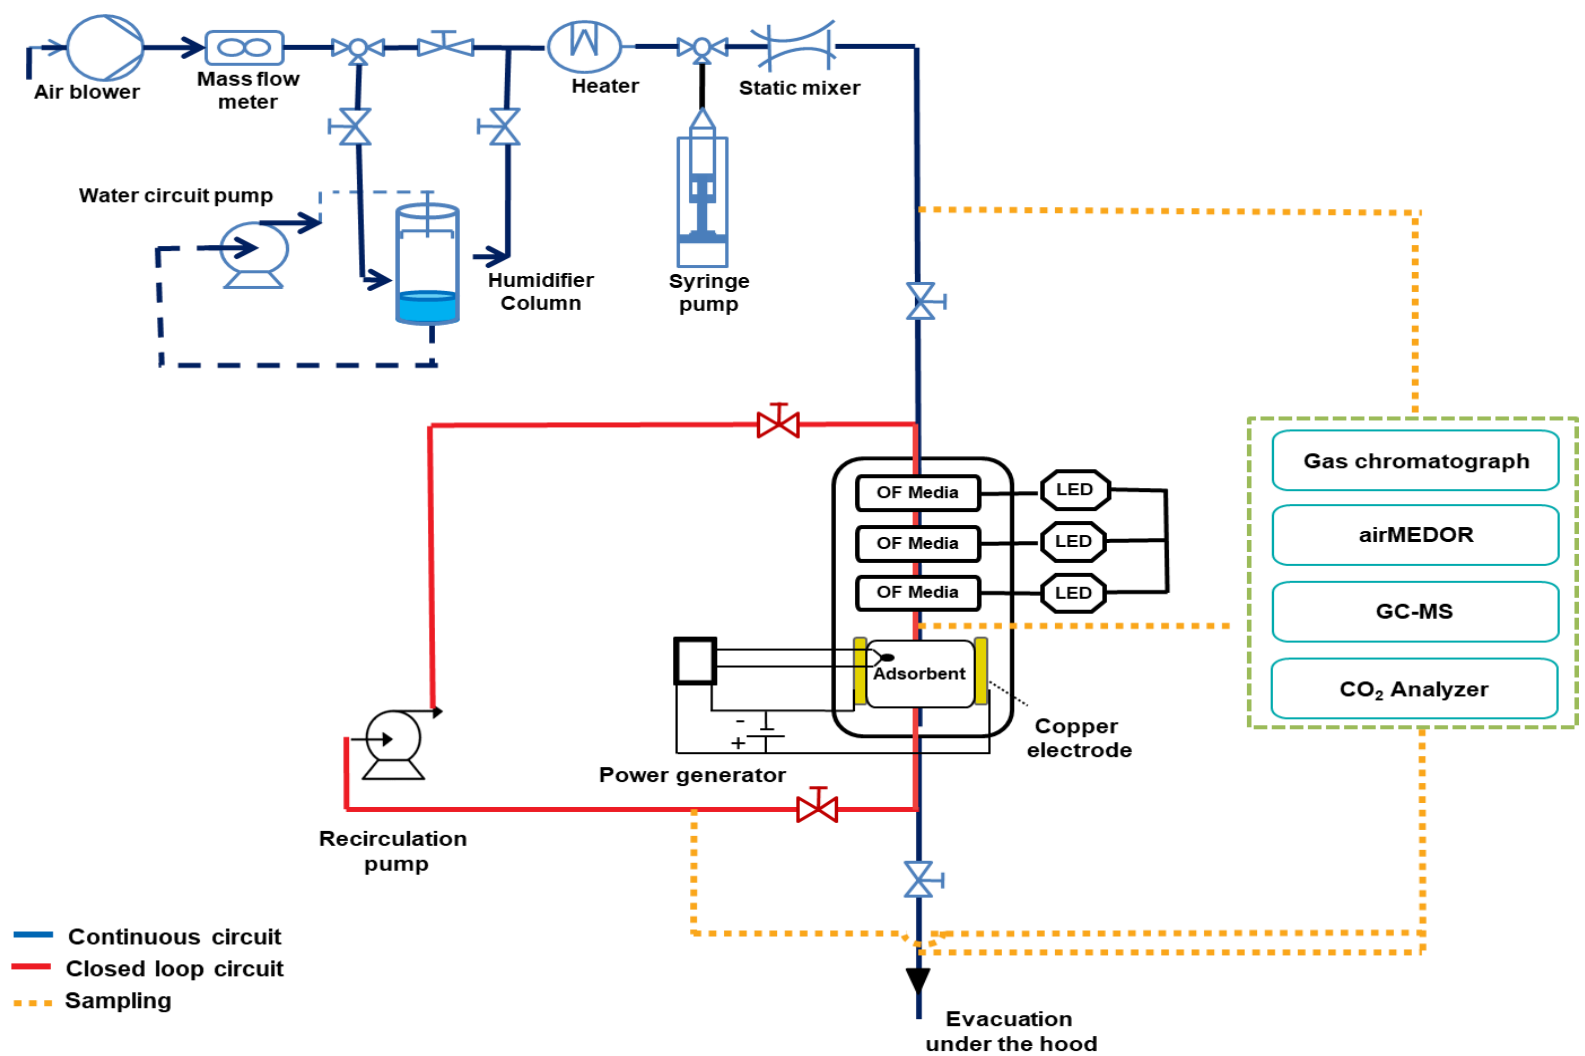 Air blower
Mass flow
meter
Heater
Static mixer
Water circuit pump
Humidifier
Column
Syringe
pump
OF Media
LED
OF Media
LED
OF Media
LED
Adsorbent
-
+
Copper
electrode
Power generator
Recirculation
pump
Gas chromatograph
airMEDOR
GC-MS
CO₂ Analyzer
Continuous circuit
Closed loop circuit
Sampling
Evacuation
under the hood